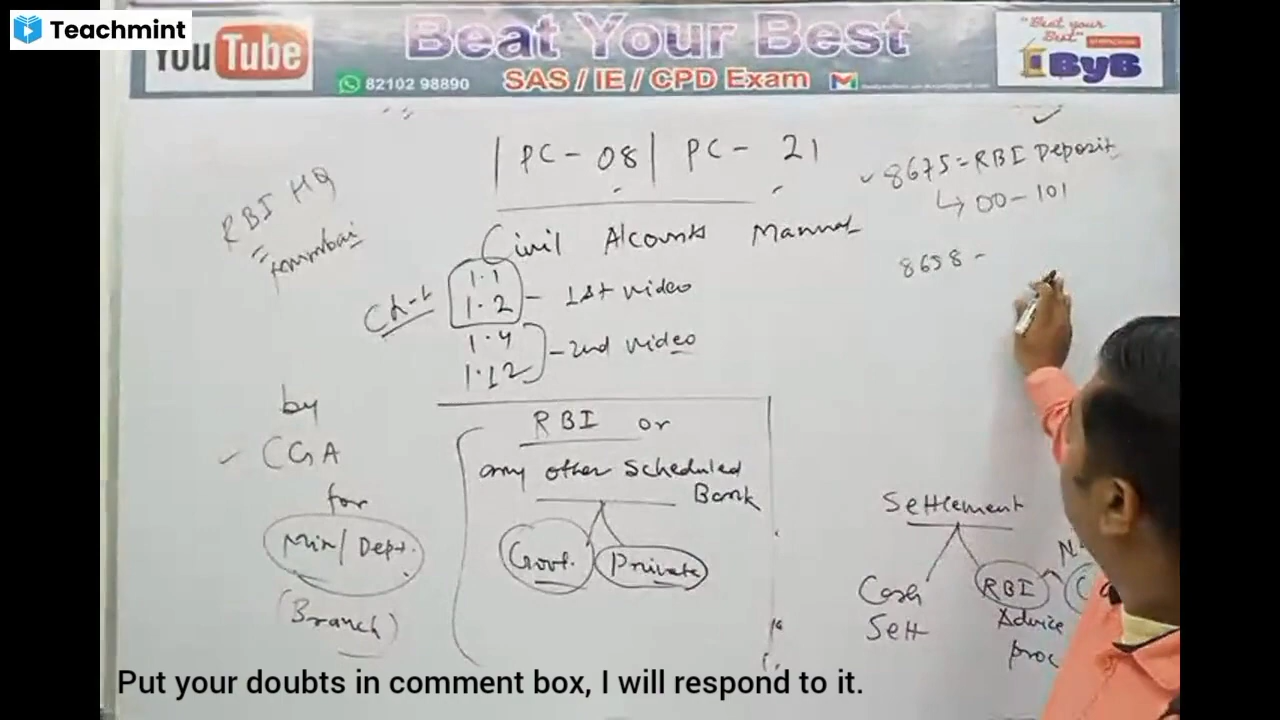 Teachmint
YouTube
Beat Your Best
SAS / IE / CPD Exam
82102 98890
"Beat your
Best"
ByB
PC - 08 | PC - 21
8675 = RBI Deposit
↳ 00 - 101
8658 -
RBI HQ
Civil Accounts Manual
Ch-1
1.1
1.2 - 1st video
1.4
1.12 - 2nd video
by
CGA
for
Min/Dept.
(Branch)
RBI or
any other Scheduled
Bank
Govt. Private
Settlement
Cash
Sett
RBI
Advice
Proc
Put your doubts in comment box, I will respond to it.